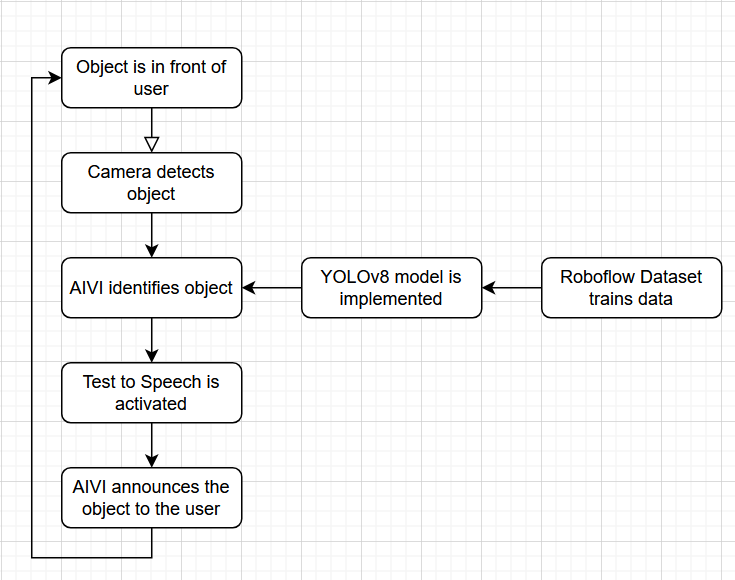 Object is in front of
user
Camera detects
object
AIVI identifies object
YOLOv8 model is
implemented
Roboflow Dataset
trains data
Test to Speech is
activated
AIVI announces the
object to the user